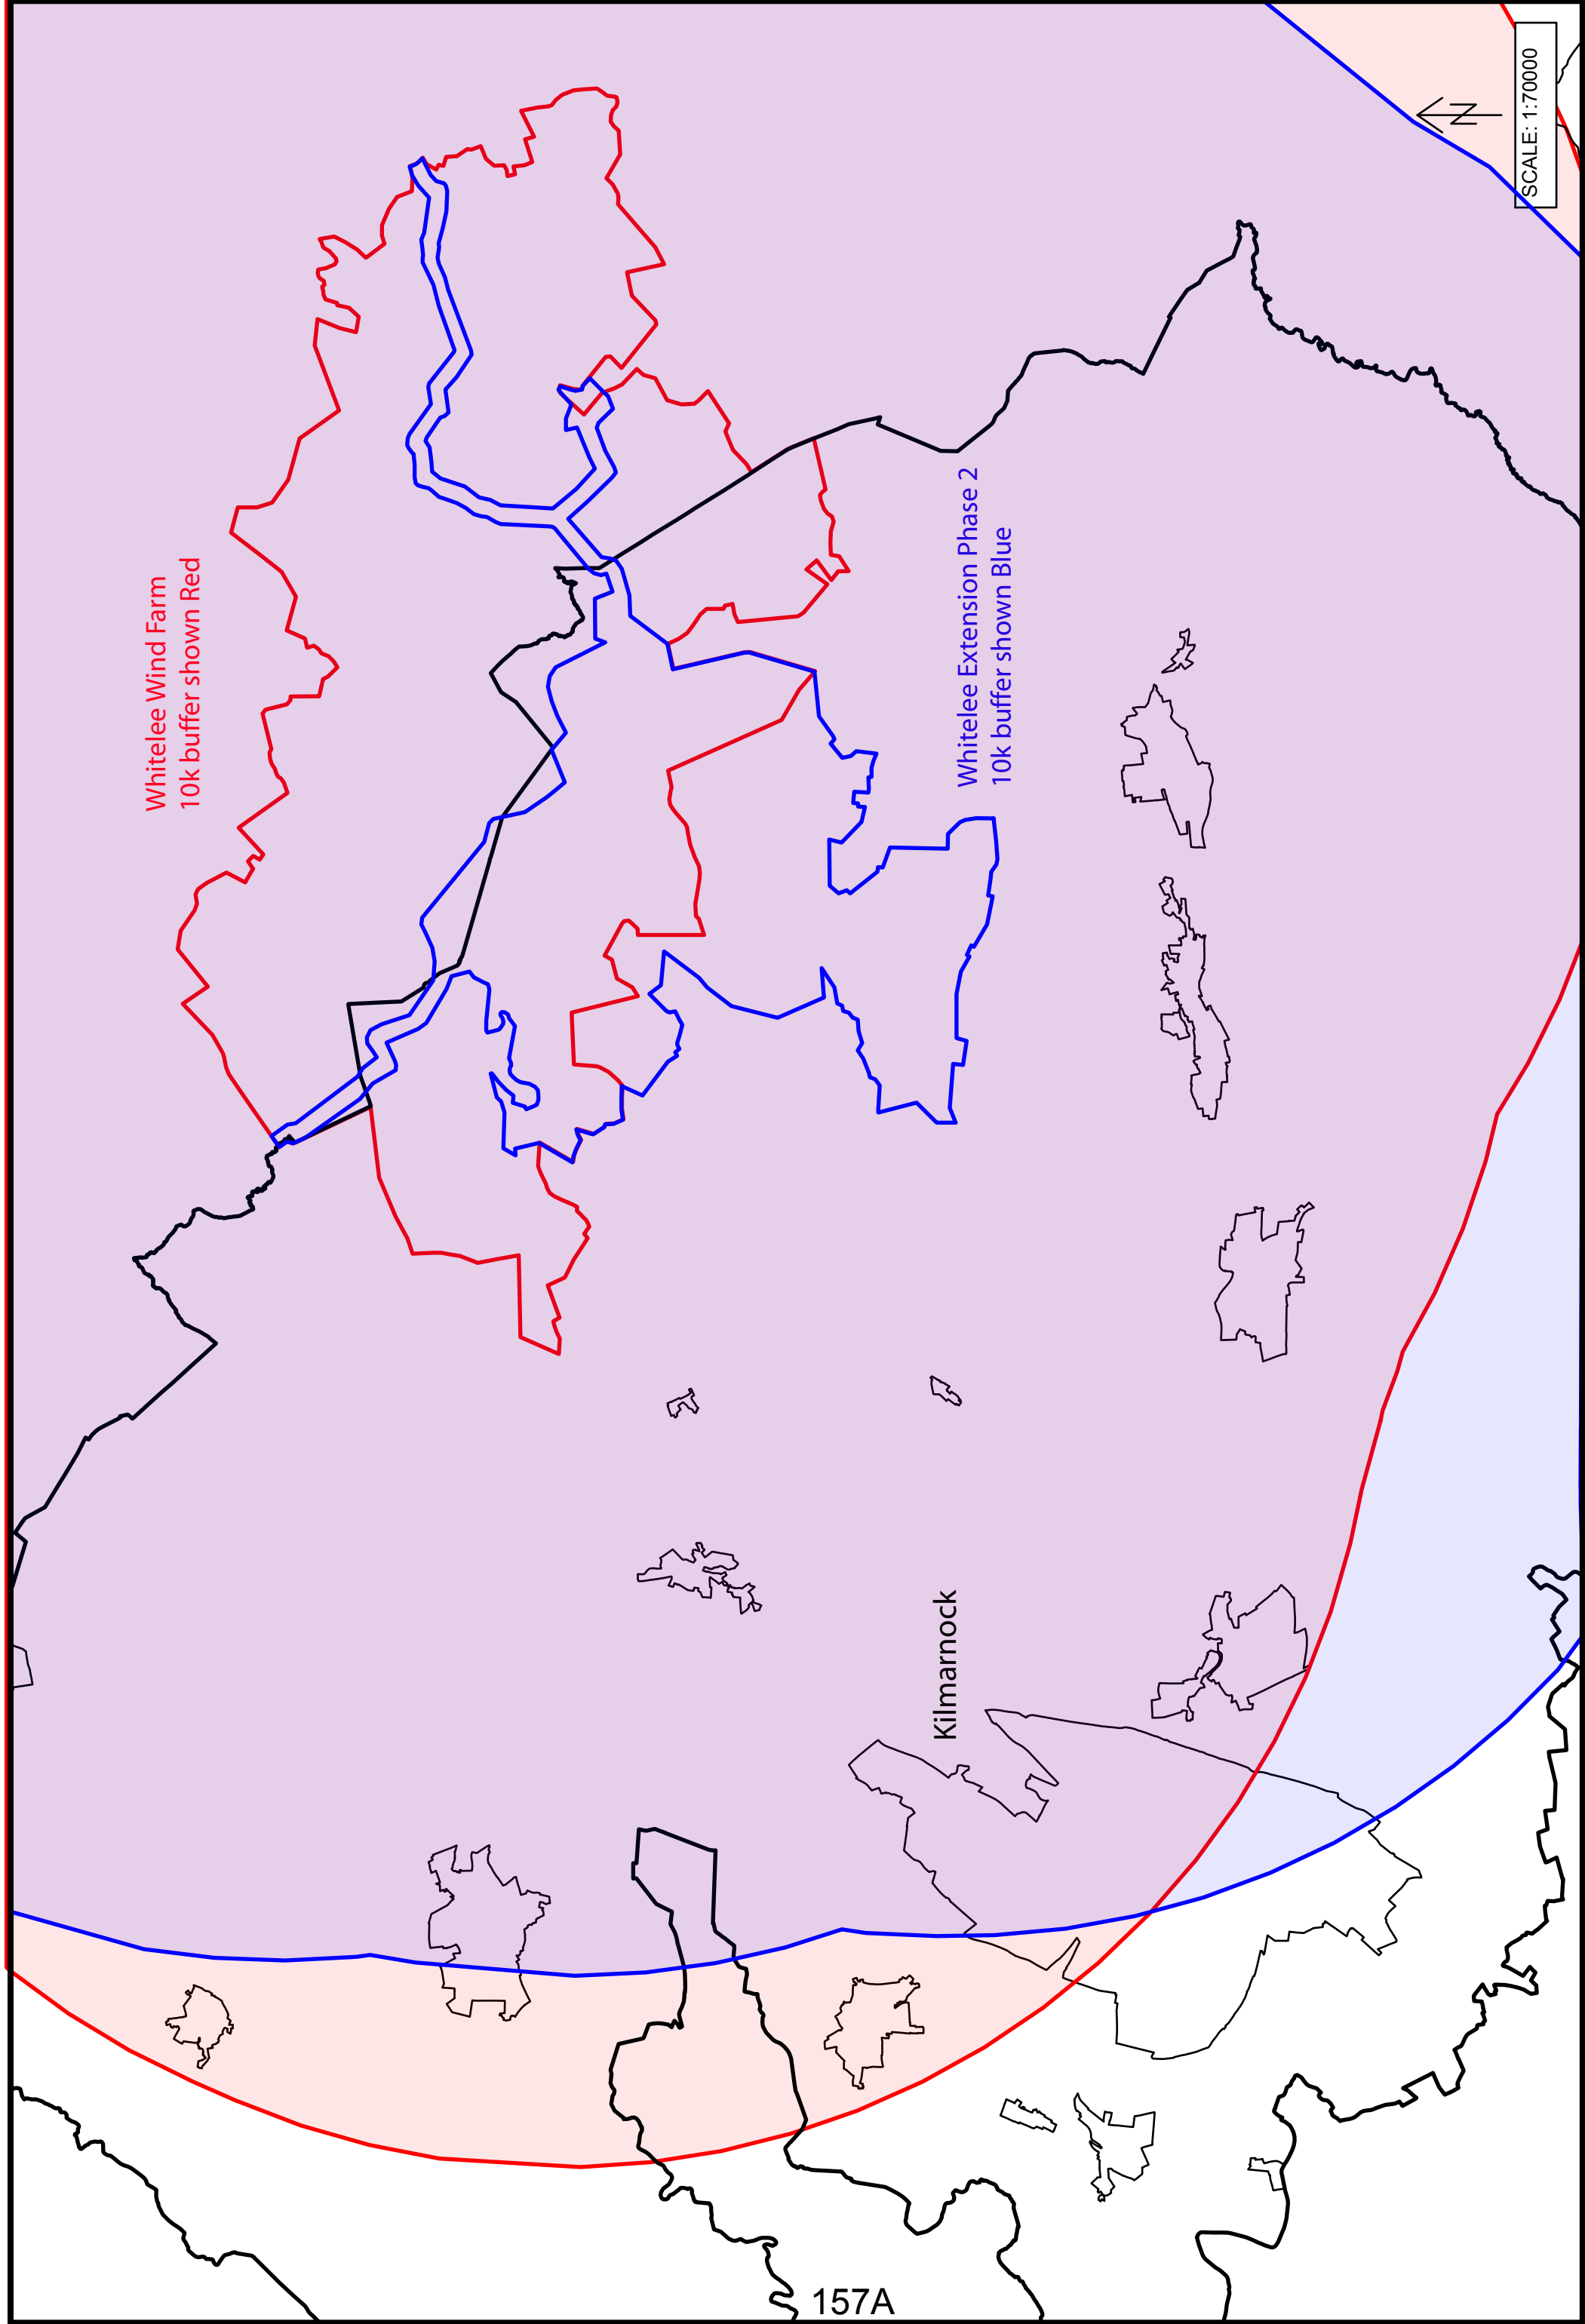 Whitelee Wind Farm
10k buffer shown Red
Whitelee Extension Phase 2
10k buffer shown Blue
Kilmarnock
N
SCALE: 1:70000
157A